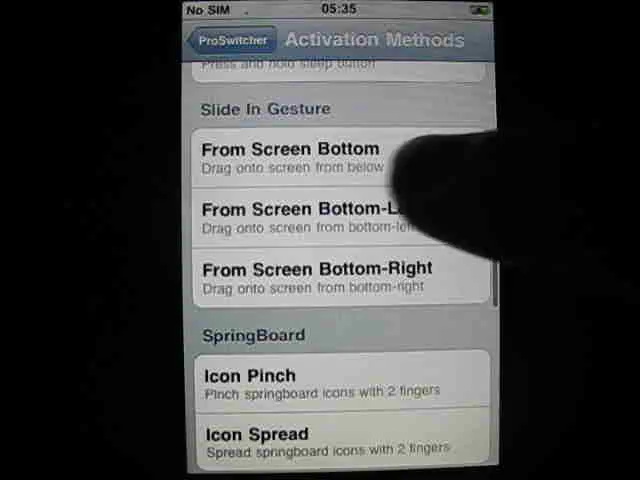 No SIM 05:35
ProSwitcher Activation Methods
Press and hold sleep button
Slide In Gesture
From Screen Bottom
Drag onto screen from below
From Screen Bottom-Le
Drag onto screen from bottom-left
From Screen Bottom-Right
Drag onto screen from bottom-right
SpringBoard
Icon Pinch
Pinch springboard icons with 2 fingers
Icon Spread
Spread springboard icons with 2 fingers